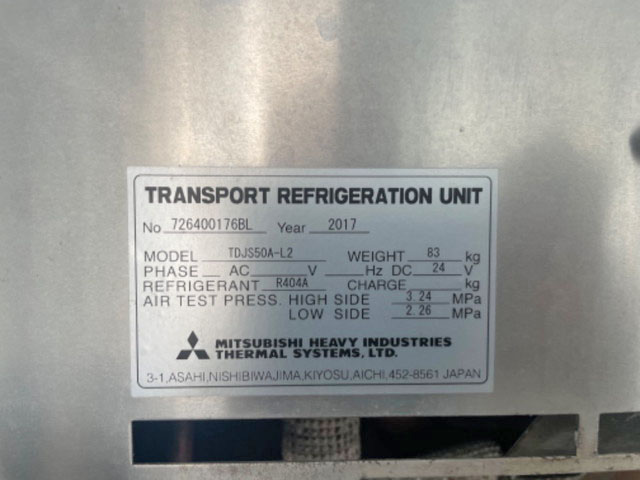 TRANSPORT REFRIGERATION UNIT
No. 726400176BL Year 2017
MODEL TDJS50A-L2 WEIGHT 83 kg
PHASE AC V Hz DC 24 V
REFRIGERANT R404A CHARGE kg
AIR TEST PRESS. HIGH SIDE 3.24 MPa
LOW SIDE 2.26 MPa
MITSUBISHI HEAVY INDUSTRIES
THERMAL SYSTEMS, LTD.
3-1,ASAHI,NISHIBIWAJIMA,KIYOSU,AICHI,452-8561 JAPAN